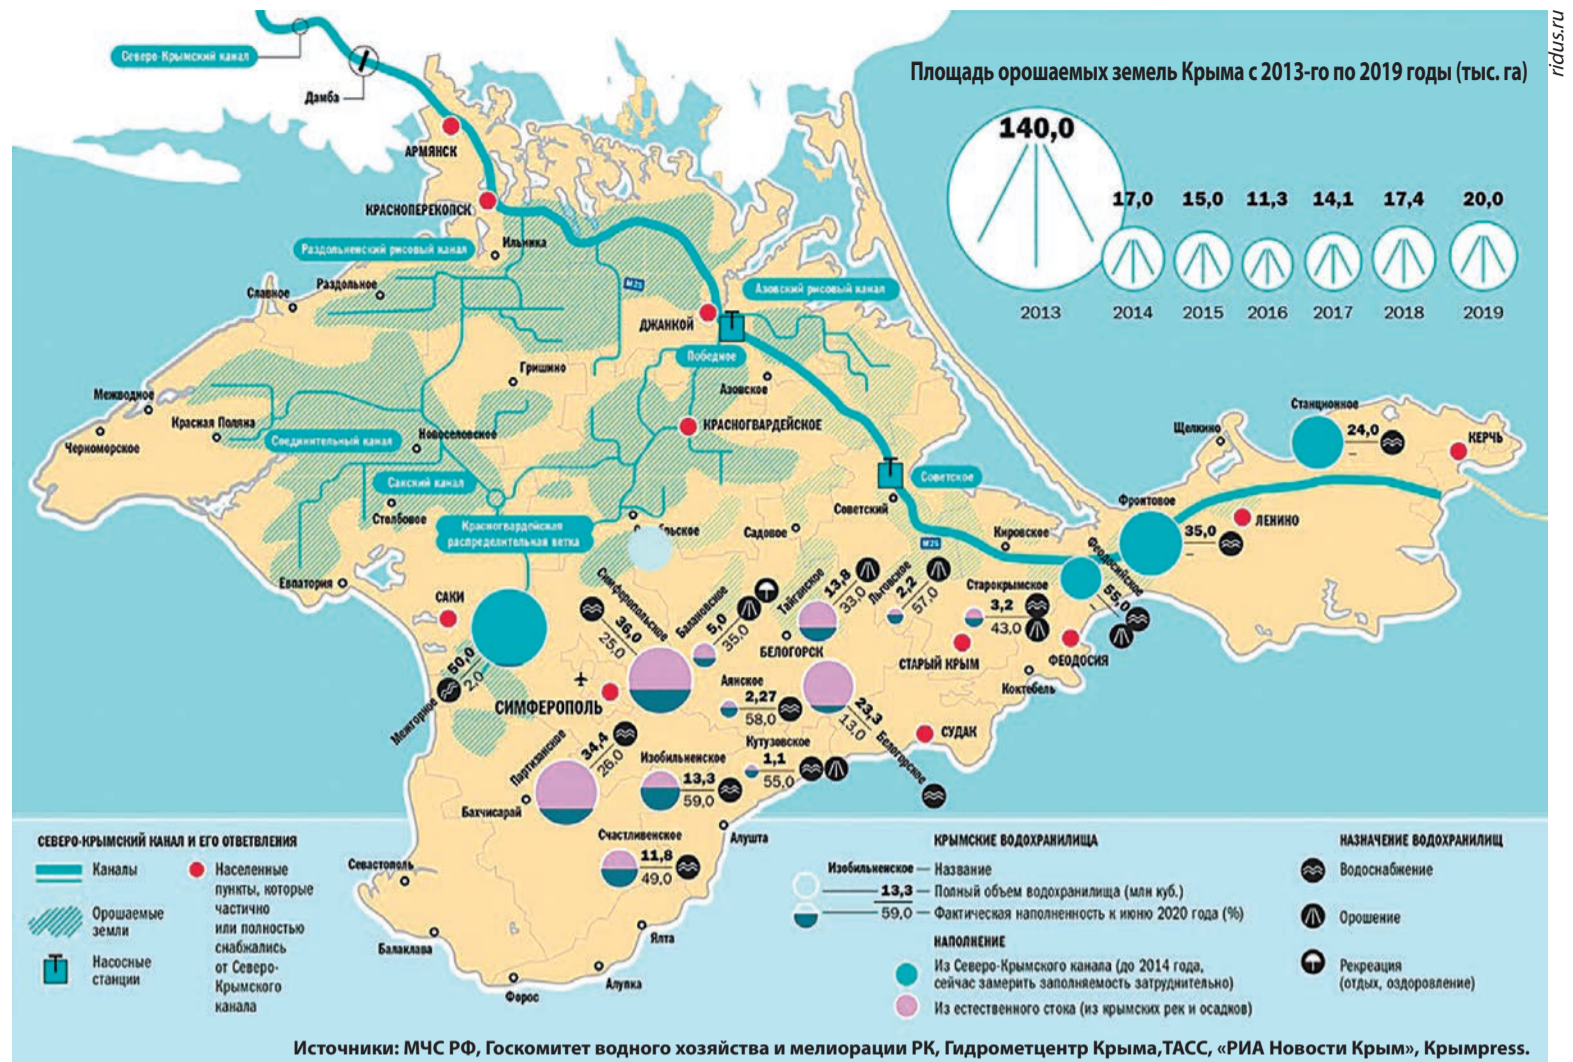 ridus.ru
Площадь орошаемых земель Крыма с 2013-го по 2019 годы (тыс. га)
140,0
17,0
15,0
11,3
14,1
17,4
20,0
2013
2014
2015
2016
2017
2018
2019
Северо-Крымский канал
Дамба
АРМЯНСК
КРАСНОПЕРЕКОПСК
Раздольненский рисовый канал
Ильинка
Раздольное
Славное
М25
Азовский рисовый канал
ДЖАНКОЙ
Победное
Азовское
Гришино
Межводное
Красная Поляна
Черноморское
Соединительный канал
Новоселовское
КРАСНОГВАРДЕЙСКОЕ
Сакский канал
Столбовое
Красногвардейская
распределительная ветка
Садовое
Советский
Советское
М25
Кировское
Щелкино
Станционное
24,0
–
КЕРЧЬ
Фронтовое
35,0
–
ЛЕНИНО
Феодосийское
55,0
–
Евпатория
САКИ
Межгорное
50,0
2,0
Симферопольское
36,0
25,0
Балановское
5,0
35,0
Тайганское
13,8
33,0
Льговское
2,2
57,0
Старокрымское
3,2
43,0
БЕЛОГОРСК
СТАРЫЙ КРЫМ
ФЕОДОСИЯ
Коктебель
СИМФЕРОПОЛЬ
Аянское
2,27
58,0
23,3
13,0
Белогорское
СУДАК
Партизанское
34,4
26,0
Изобильненское
13,3
59,0
Кутузовское
1,1
55,0
Бахчисарай
Счастливенское
11,8
49,0
Алушта
Севастополь
Балаклава
Ялта
Алупка
Форос
СЕВЕРО-КРЫМСКИЙ КАНАЛ И ЕГО ОТВЕТВЛЕНИЯ
Каналы
Орошаемые
земли
Насосные
станции
Населенные
пункты, которые
частично
или полностью
снабжались
от Северо-
Крымского
канала
КРЫМСКИЕ ВОДОХРАНИЛИЩА
Изобильненское — Название
13,3 — Полный объем водохранилища (млн куб.)
59,0 — Фактическая наполненность к июню 2020 года (%)
НАПОЛНЕНИЕ
Из Северо-Крымского канала (до 2014 года,
сейчас замерить заполняемость затруднительно)
Из естественного стока (из крымских рек и осадков)
НАЗНАЧЕНИЕ ВОДОХРАНИЛИЩ
Водоснабжение
Орошение
Рекреация
(отдых, оздоровление)
Источники: МЧС РФ, Госкомитет водного хозяйства и мелиорации РК, Гидрометцентр Крыма,ТАСС, «РИА Новости Крым», Крымpress.